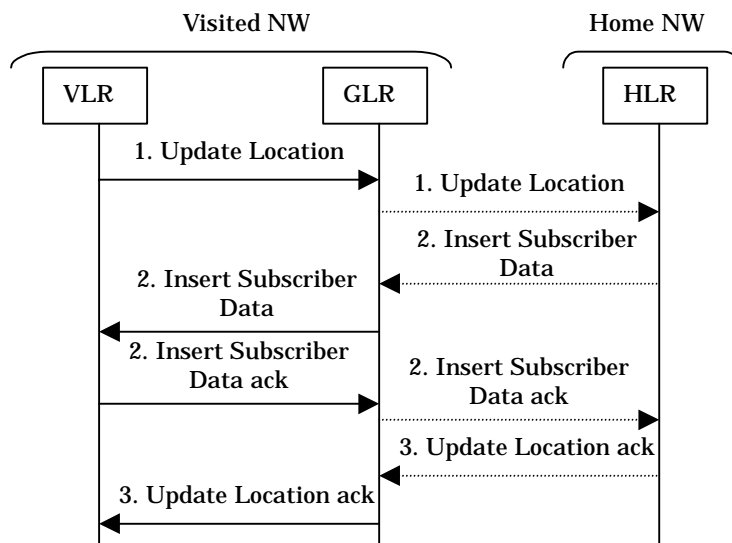 Visited NW
Home NW
VLR
GLR
HLR
1. Update Location
1. Update Location
2. Insert Subscriber
Data
2. Insert Subscriber
Data
2. Insert Subscriber
Data ack
2. Insert Subscriber
Data ack
3. Update Location ack
3. Update Location ack